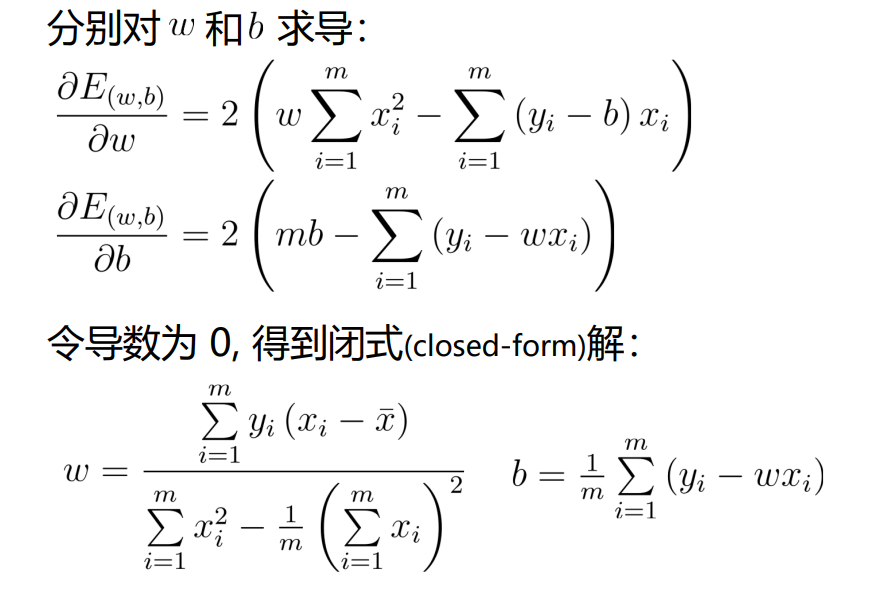 分别对 $w$ 和 $b$ 求导：
$\frac{\partial E_{(w,b)}}{\partial w} = 2\left(w\sum_{i=1}^{m} x_i^2 - \sum_{i=1}^{m}(y_i - b)\,x_i\right)$
$\frac{\partial E_{(w,b)}}{\partial b} = 2\left(mb - \sum_{i=1}^{m}(y_i - wx_i)\right)$
令导数为 0, 得到闭式(closed-form)解：
$w = \frac{\sum_{i=1}^{m} y_i(x_i - \bar{x})}{\sum_{i=1}^{m} x_i^2 - \frac{1}{m}\left(\sum_{i=1}^{m} x_i\right)^2}$ $b = \frac{1}{m}\sum_{i=1}^{m}(y_i - wx_i)$